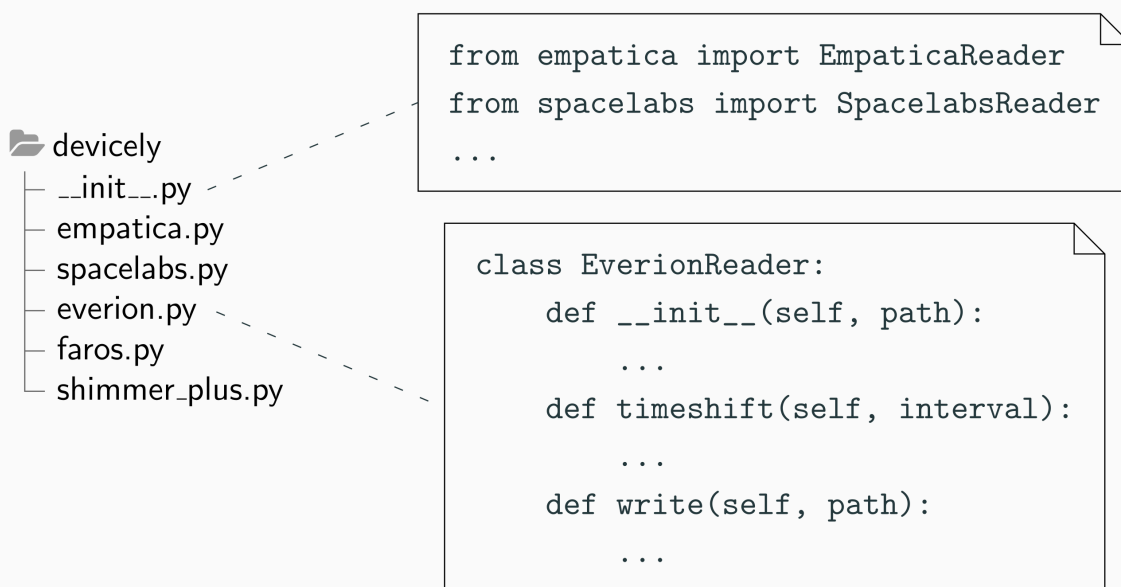 devicely
__init__.py
empatica.py
spacelabs.py
everion.py
faros.py
shimmer_plus.py
from empatica import EmpaticaReader
from spacelabs import SpacelabsReader
...
class EverionReader:
    def __init__(self, path):
        ...
    def timeshift(self, interval):
        ...
    def write(self, path):
        ...